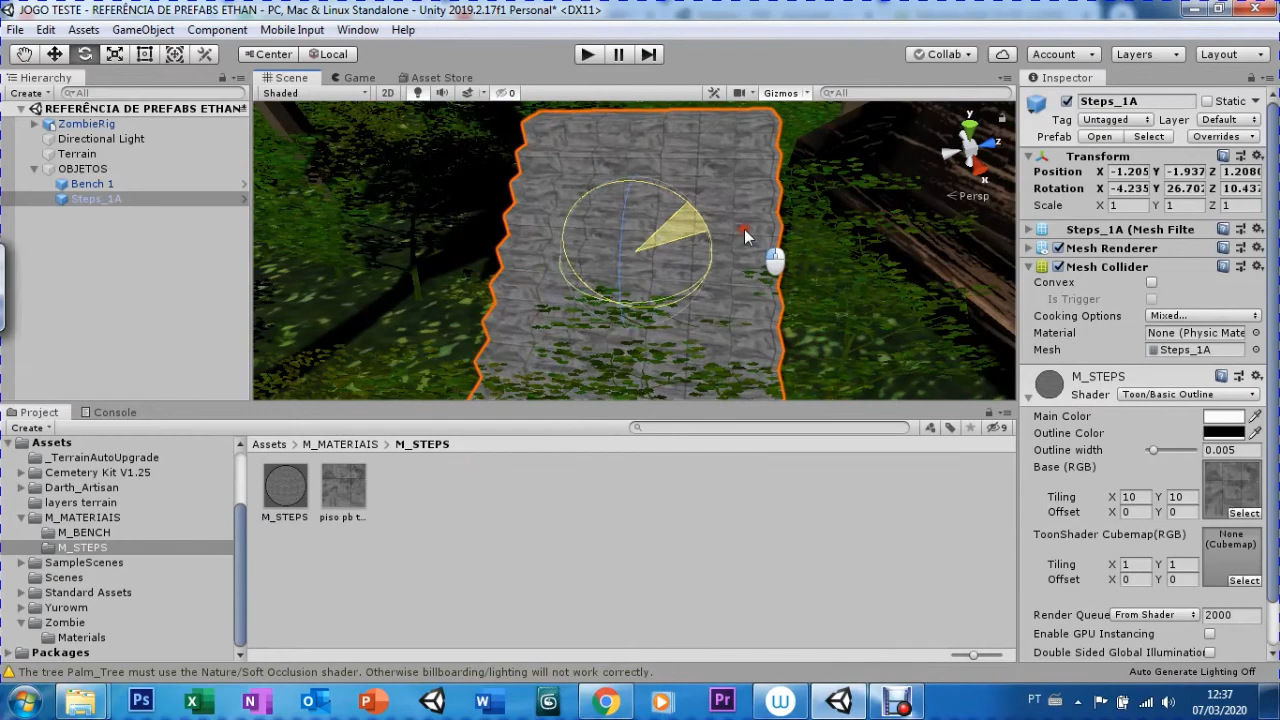 JOGO TESTE - REFERÊNCIA DE PREFABS ETHAN - PC, Mac & Linux Standalone - Unity 2019.2.17f1 Personal* <DX11>
File Edit Assets GameObject Component Mobile Input Window Help
Center Local Collab Account Layers Layout
Hierarchy Scene Game Asset Store Inspector
Create All Shaded 2D 0 Gizmos All
REFERÊNCIA DE PREFABS ETHAN*
ZombieRig
Directional Light
Terrain
OBJETOS
Bench 1
Steps_1A
y
z
x
Persp
Steps_1A Static
Tag Untagged Layer Default
Prefab Open Select Overrides
Transform
Position X -1.205 Y -1.937 Z 1.2080
Rotation X -4.235 Y 26.702 Z 10.437
Scale X 1 Y 1 Z 1
Steps_1A (Mesh Filte
Mesh Renderer
Mesh Collider
Convex
Is Trigger
Cooking Options Mixed...
Material None (Physic Mate
Mesh Steps_1A
M_STEPS
Shader Toon/Basic Outline
Main Color
Outline Color
Outline width 0.005
Base (RGB)
Tiling X 10 Y 10
Offset X 0 Y 0
Select
ToonShader Cubemap(RGB) None
(Cubemap)
Tiling X 1 Y 1
Offset X 0 Y 0
Select
Render Queue From Shader 2000
Enable GPU Instancing
Double Sided Global Illumination
Project Console
Create 9
Assets
_TerrainAutoUpgrade
Cemetery Kit V1.25
Darth_Artisan
layers terrain
M_MATERIAIS
M_BENCH
M_STEPS
SampleScenes
Scenes
Standard Assets
Yurowm
Zombie
Materials
Packages
Assets M_MATERIAIS M_STEPS
M_STEPS piso pb t...
The tree Palm_Tree must use the Nature/Soft Occlusion shader. Otherwise billboarding/lighting will not work correctly. Auto Generate Lighting Off
Ps Pr PT 12:37
07/03/2020